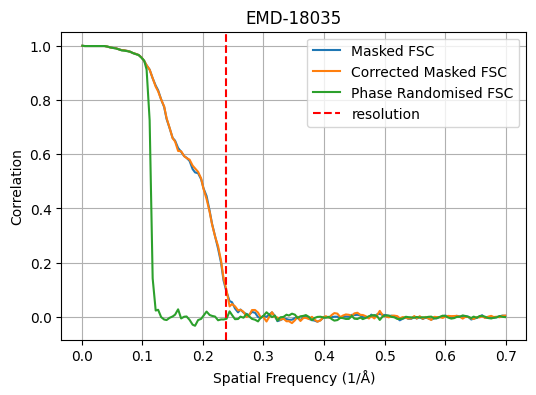 EMD-18035
Masked FSC
Corrected Masked FSC
Phase Randomised FSC
resolution
Correlation
1.0
0.8
0.6
0.4
0.2
0.0
0.0 0.1 0.2 0.3 0.4 0.5 0.6 0.7
Spatial Frequency (1/Å)